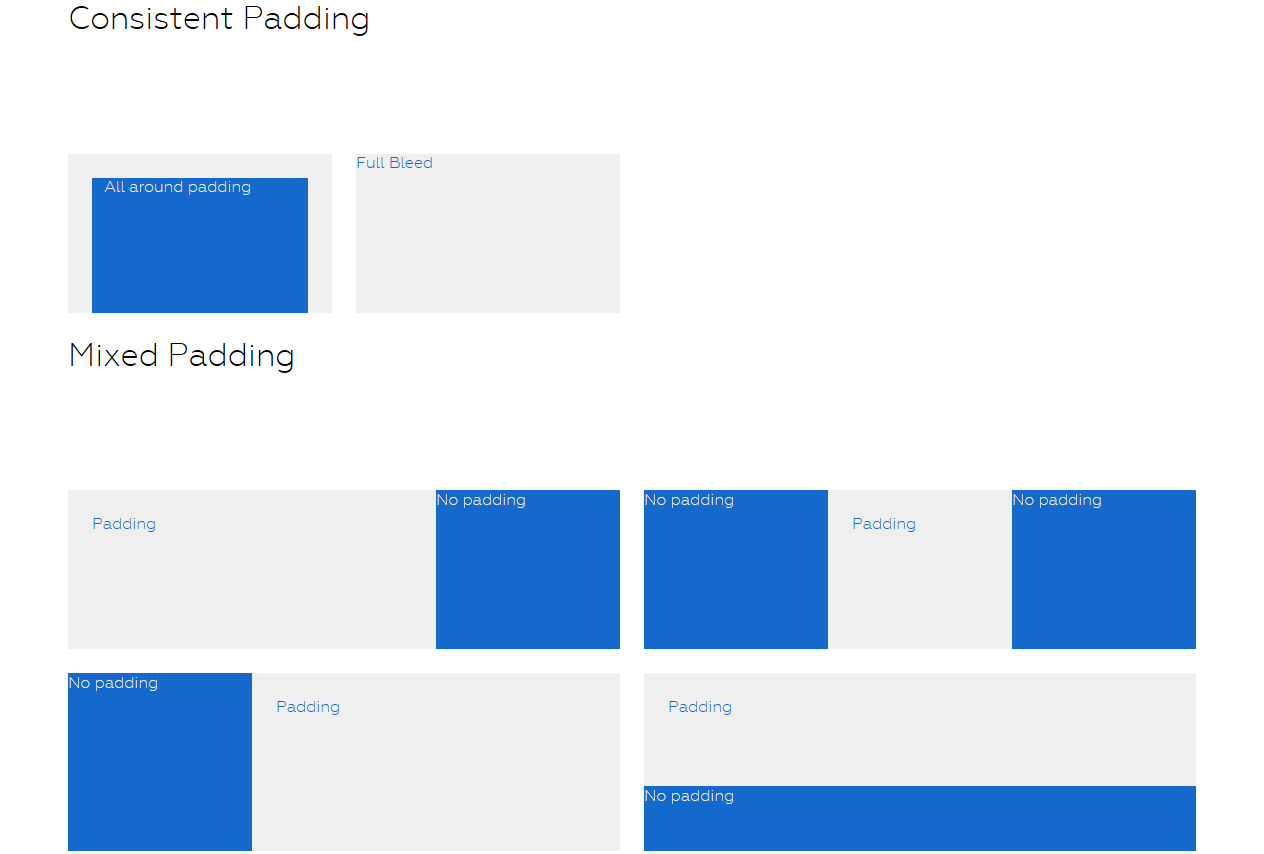 Consistent Padding
All around padding
Full Bleed
Mixed Padding
Padding
No padding
No padding
Padding
No padding
No padding
Padding
Padding
No padding